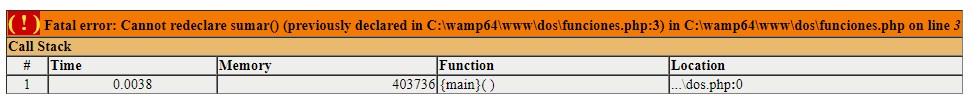 ( ! ) Fatal error: Cannot redeclare sumar() (previously declared in C:\wamp64\www\dos\funciones.php:3) in C:\wamp64\www\dos\funciones.php on line 3
Call Stack
# Time Memory Function Location
1 0.0038 403736 {main}( ) ...\dos.php:0